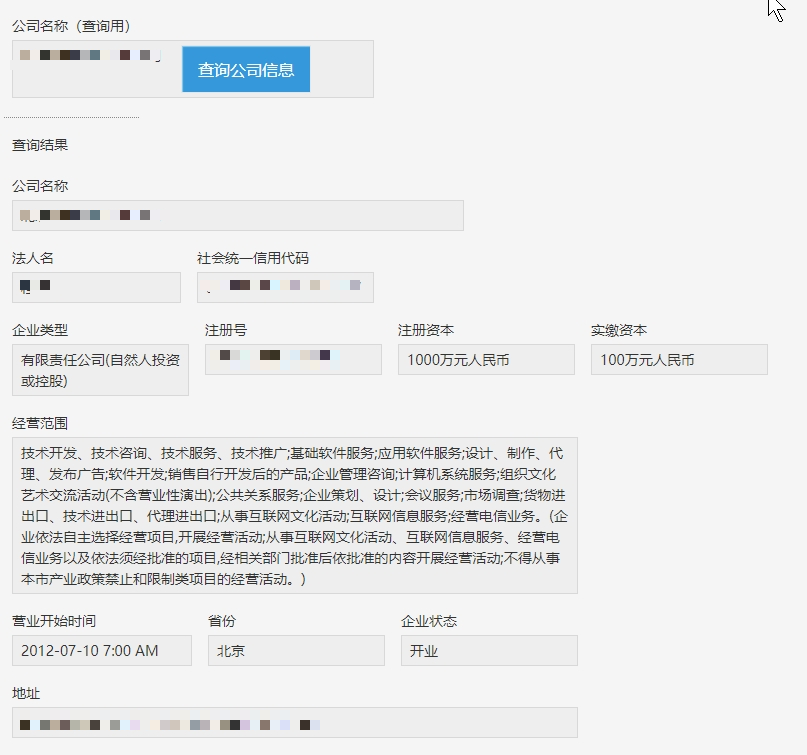 公司名称（查询用）
查询公司信息
查询结果
公司名称
法人名 社会统一信用代码
企业类型 注册号 注册资本 实缴资本
有限责任公司(自然人投资 1000万元人民币 100万元人民币
或控股)
经营范围
技术开发、技术咨询、技术服务、技术推广;基础软件服务;应用软件服务;设计、制作、代
理、发布广告;软件开发;销售自行开发后的产品;企业管理咨询;计算机系统服务;组织文化
艺术交流活动(不含营业性演出);公共关系服务;企业策划、设计;会议服务;市场调查;货物进
出口、技术进出口、代理进出口;从事互联网文化活动;互联网信息服务;经营电信业务。(企
业依法自主选择经营项目,开展经营活动;从事互联网文化活动、互联网信息服务、经营电
信业务以及依法须经批准的项目,经相关部门批准后依批准的内容开展经营活动;不得从事
本市产业政策禁止和限制类项目的经营活动。)
营业开始时间 省份 企业状态
2012-07-10 7:00 AM 北京 开业
地址